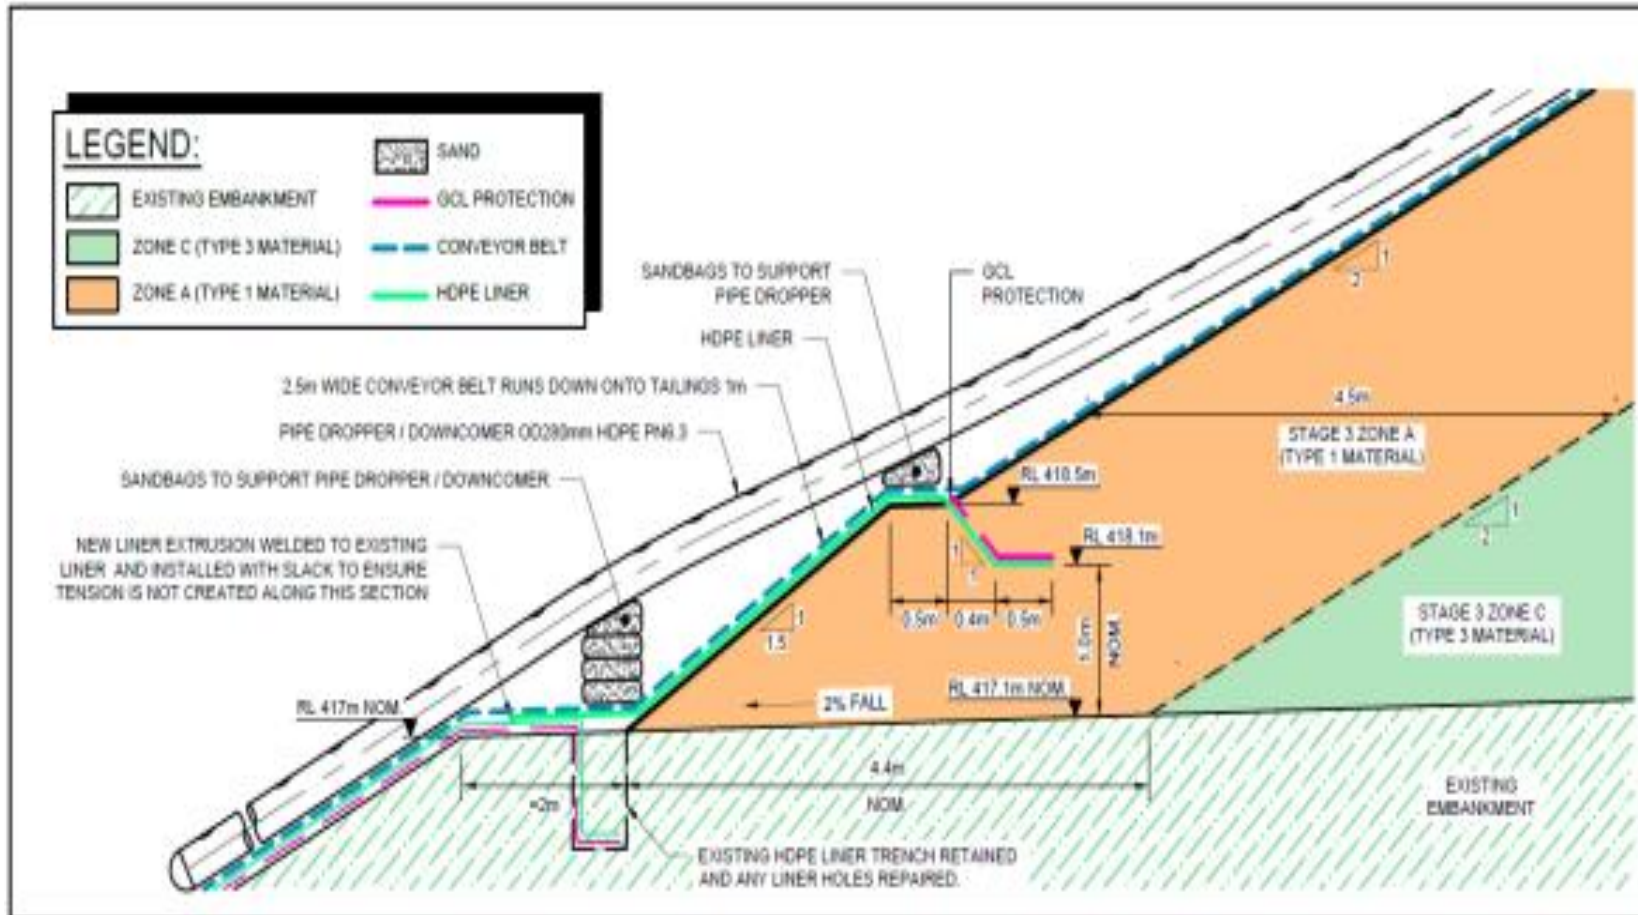 LEGEND:
EXISTING EMBANKMENT
ZONE C (TYPE 3 MATERIAL)
ZONE A (TYPE 1 MATERIAL)
SAND
GCL PROTECTION
CONVEYOR BELT
HDPE LINER
SANDBAGS TO SUPPORT
PIPE DROPPER
GCL
PROTECTION
HDPE LINER
2.5m WIDE CONVEYOR BELT RUNS DOWN ONTO TAILINGS 1m
PIPE DROPPER / DOWNCOMER OD280mm HDPE PN6.3
SANDBAGS TO SUPPORT PIPE DROPPER / DOWNCOMER
NEW LINER EXTRUSION WELDED TO EXISTING
LINER AND INSTALLED WITH SLACK TO ENSURE
TENSION IS NOT CREATED ALONG THIS SECTION
1
2
4.5m
STAGE 3 ZONE A
(TYPE 1 MATERIAL)
RL 418.5m
RL 418.1m
1
2
1
1
0.5m
0.4m
0.5m
1.0m
NOM.
STAGE 3 ZONE C
(TYPE 3 MATERIAL)
1
1.5
RL 417m NOM.
2% FALL
RL 417.1m NOM.
4.4m
NOM.
≈2m
EXISTING
EMBANKMENT
EXISTING HDPE LINER TRENCH RETAINED
AND ANY LINER HOLES REPAIRED.